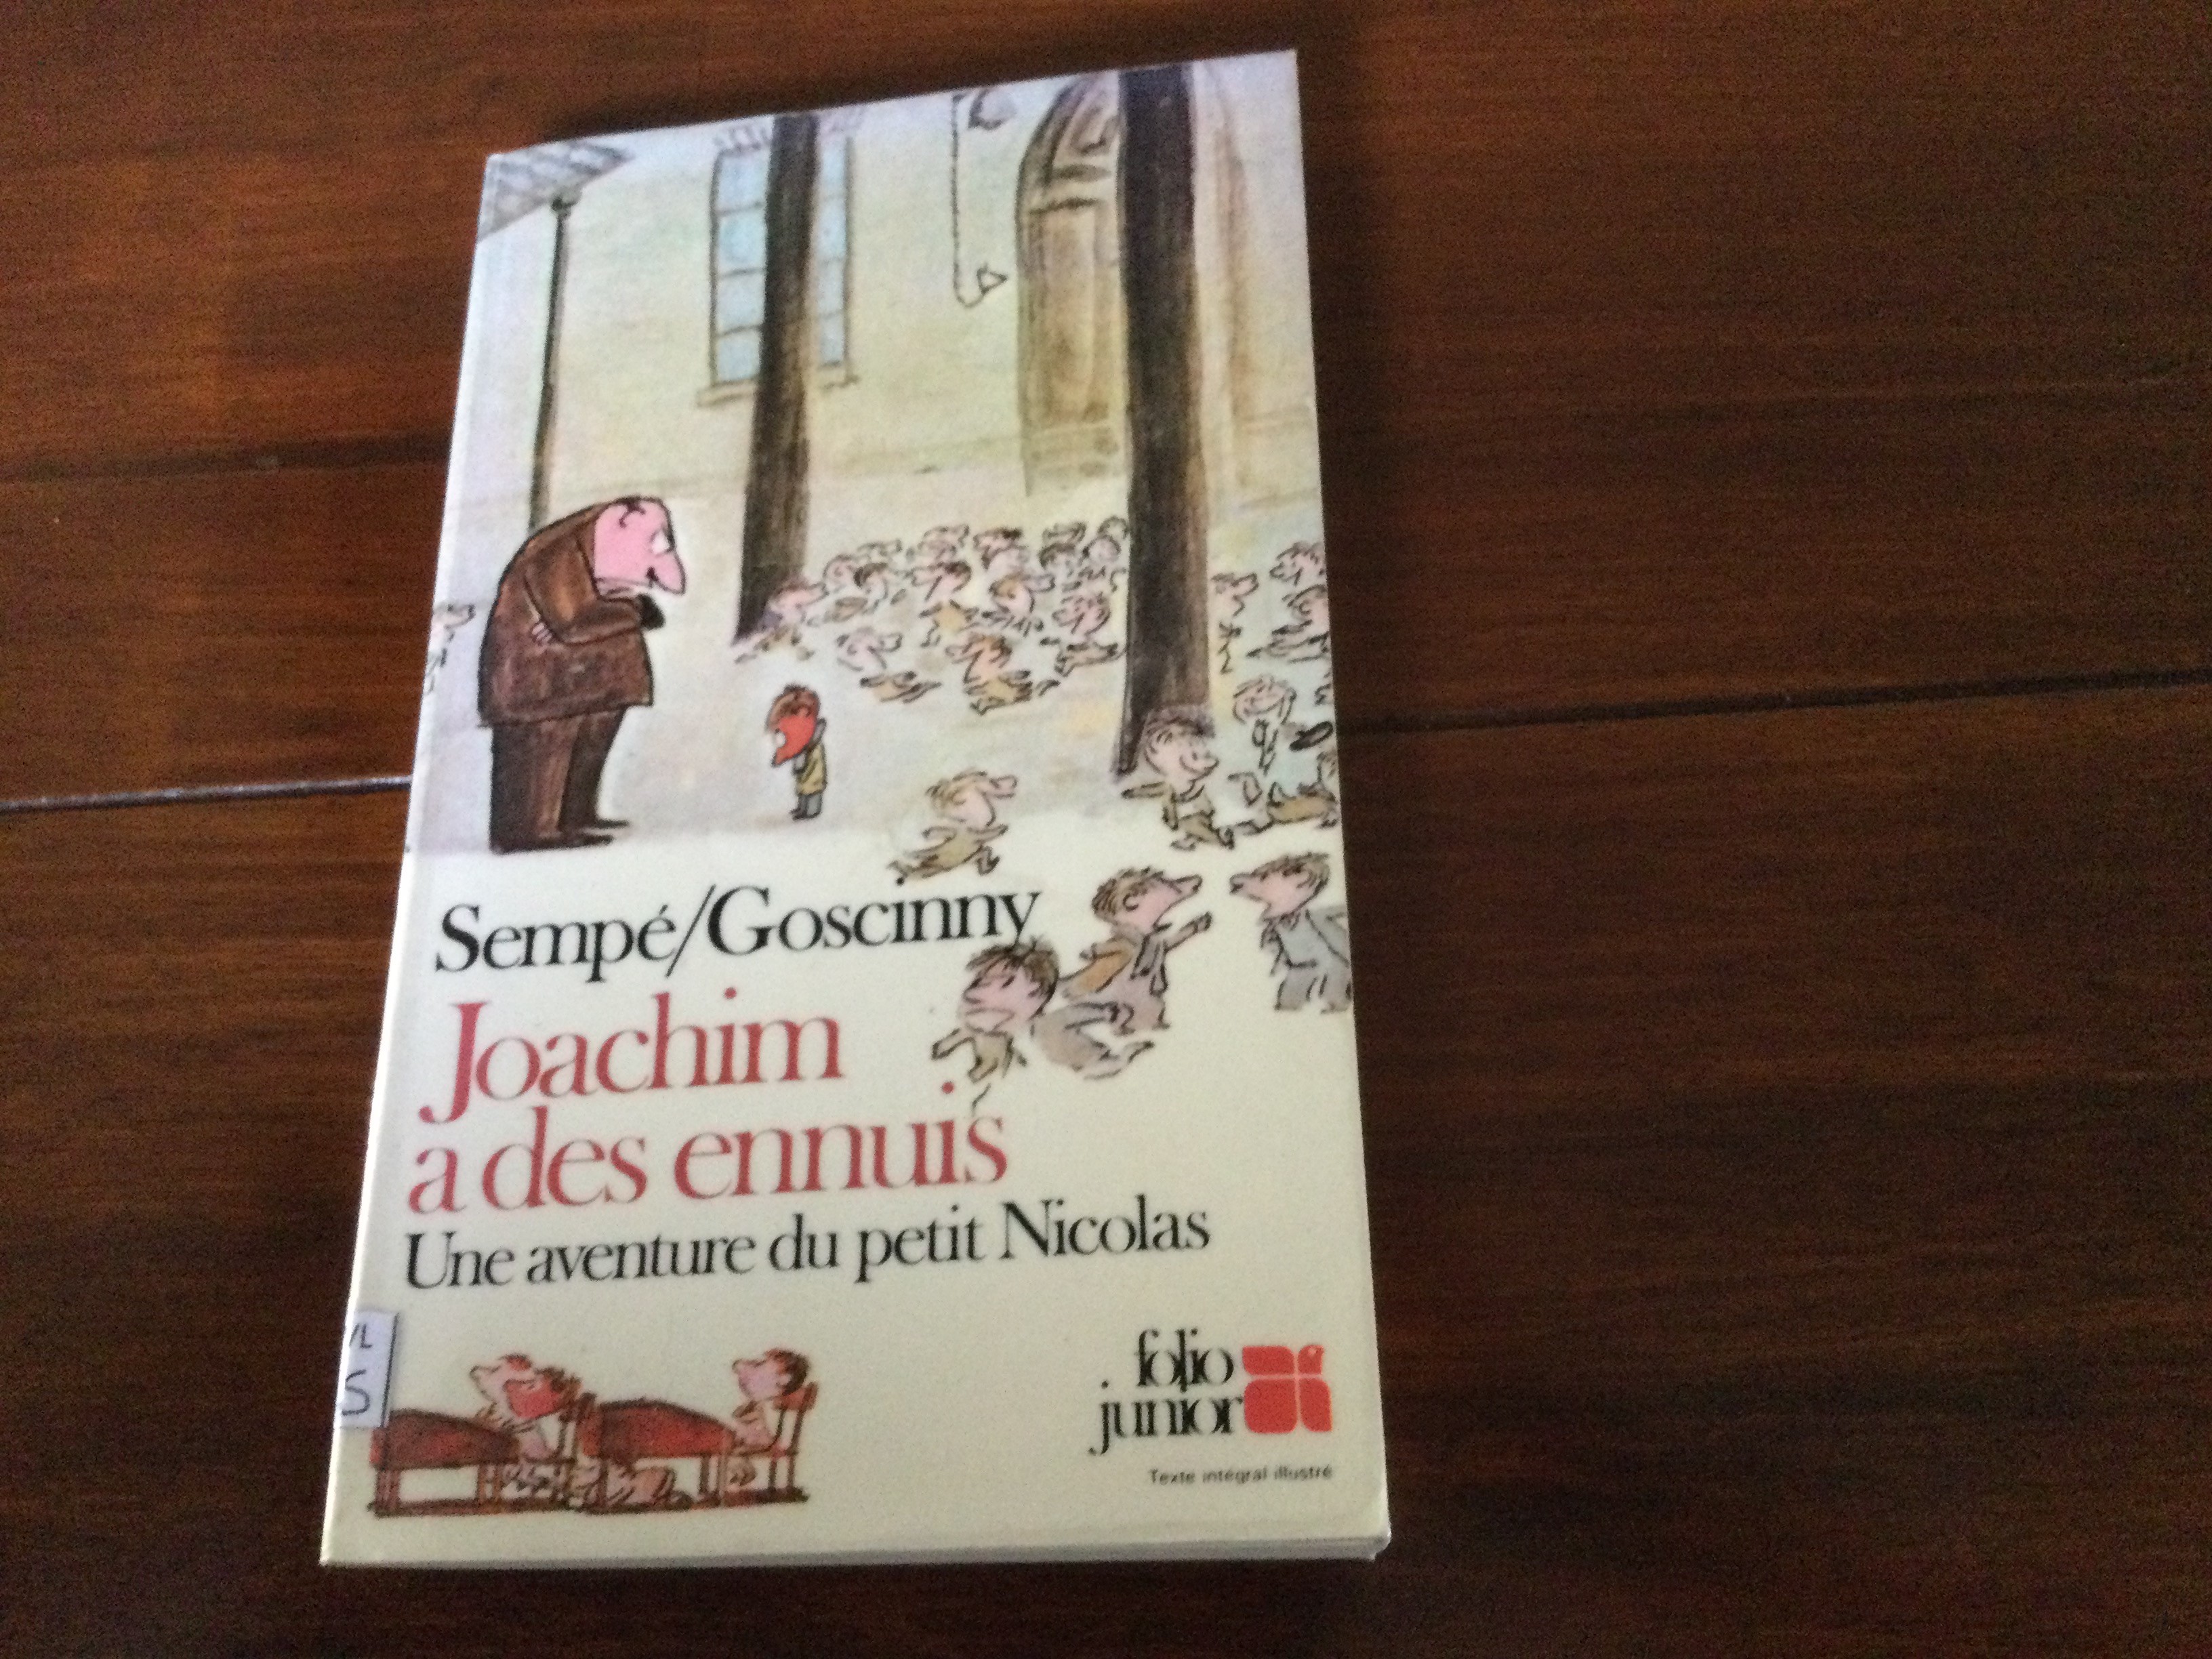 Sempé/Goscinny
Joachim
a des ennuis
Une aventure du petit Nicolas
folio
junior
Texte intégral illustré
S